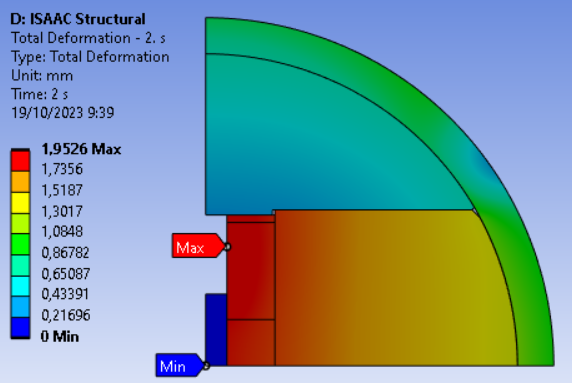 D: ISAAC Structural
Total Deformation - 2. s
Type: Total Deformation
Unit: mm
Time: 2 s
19/10/2023 9:39
1,9526 Max
1,7356
1,5187
1,3017
1,0848
0,86782
0,65087
0,43391
0,21696
0 Min
Max
Min